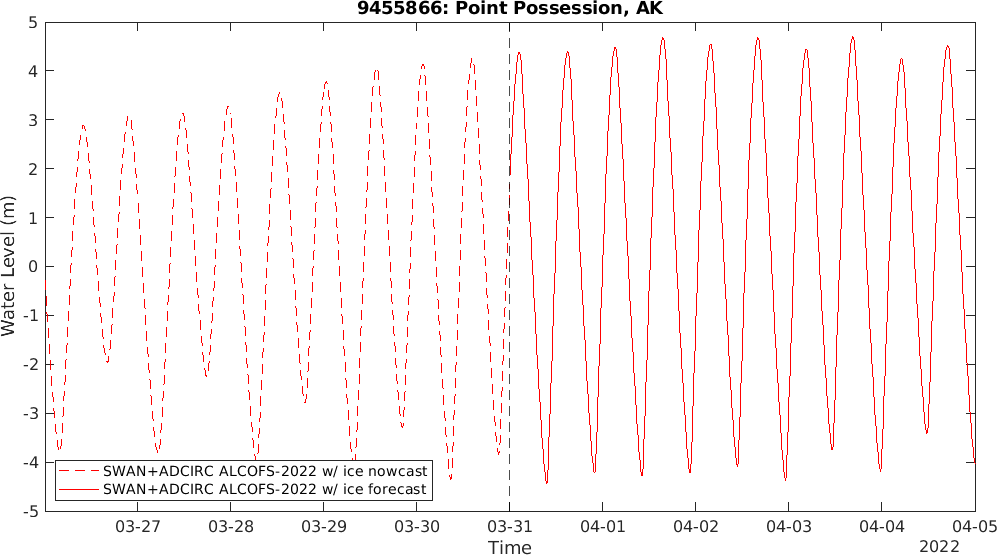 9455866: Point Possession, AK
5
4
3
2
1
0
-1
-2
-3
-4
-5
Water Level (m)
SWAN+ADCIRC ALCOFS-2022 w/ ice nowcast
SWAN+ADCIRC ALCOFS-2022 w/ ice forecast
03-27 03-28 03-29 03-30 03-31 04-01 04-02 04-03 04-04 04-05
Time
2022